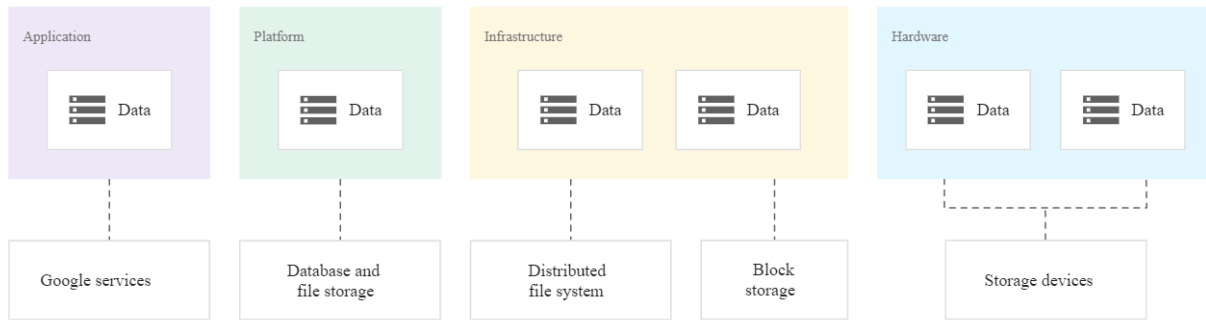 Application
Platform
Infrastructure
Hardware
Data
Data
Data
Data
Data
Data
Google services
Database and
file storage
Distributed
file system
Block
storage
Storage devices